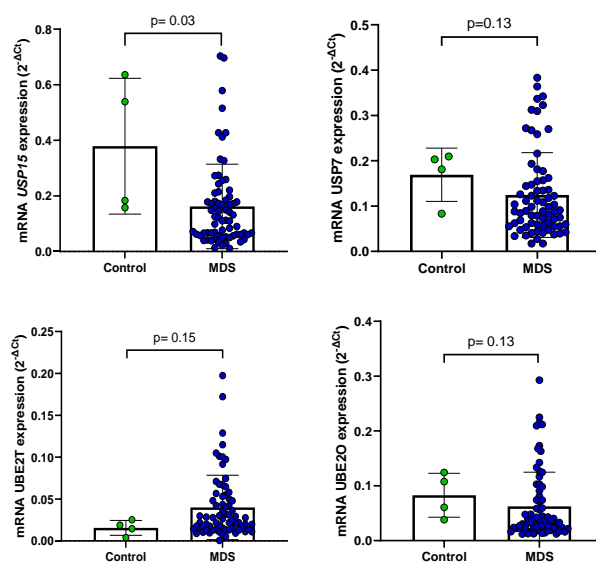 p= 0.03
mRNA USP15 expression (2^-ΔCt)
0.8
0.6
0.4
0.2
0.0
Control
MDS
p=0.13
mRNA USP7 expression (2^-ΔCt)
0.5
0.4
0.3
0.2
0.1
0.0
Control
MDS
p= 0.15
mRNA UBE2T expression (2^-ΔCt)
0.25
0.20
0.15
0.10
0.05
0.00
Control
MDS
p= 0.13
mRNA UBE2O expression (2^-ΔCt)
0.4
0.3
0.2
0.1
0.0
Control
MDS